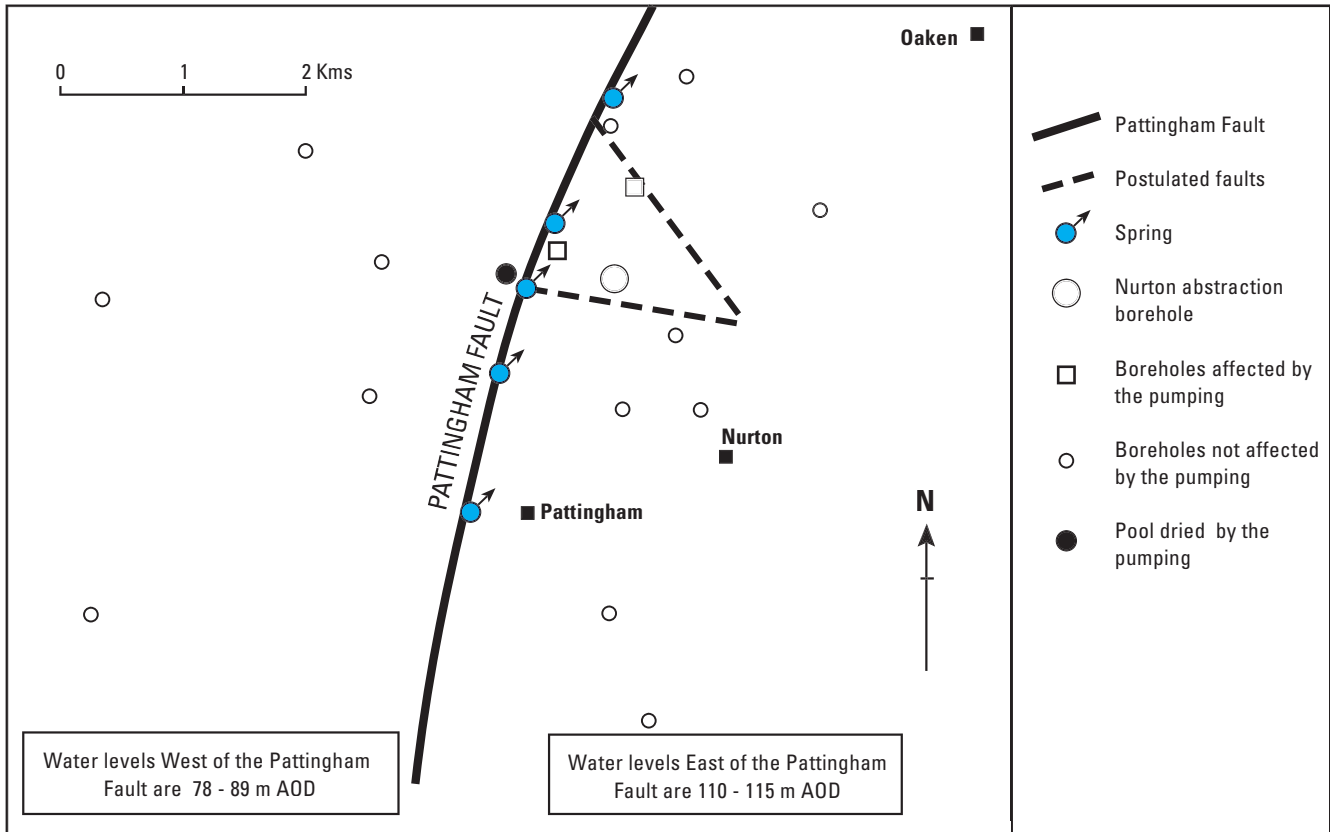 Oaken
0 1 2 Kms
PATTINGHAM FAULT
Nurton
Pattingham
N
Water levels West of the Pattingham
Fault are 78 - 89 m AOD
Water levels East of the Pattingham
Fault are 110 - 115 m AOD
Pattingham Fault
Postulated faults
Spring
Nurton abstraction
borehole
Boreholes affected by
the pumping
Boreholes not affected
by the pumping
Pool dried by the
pumping